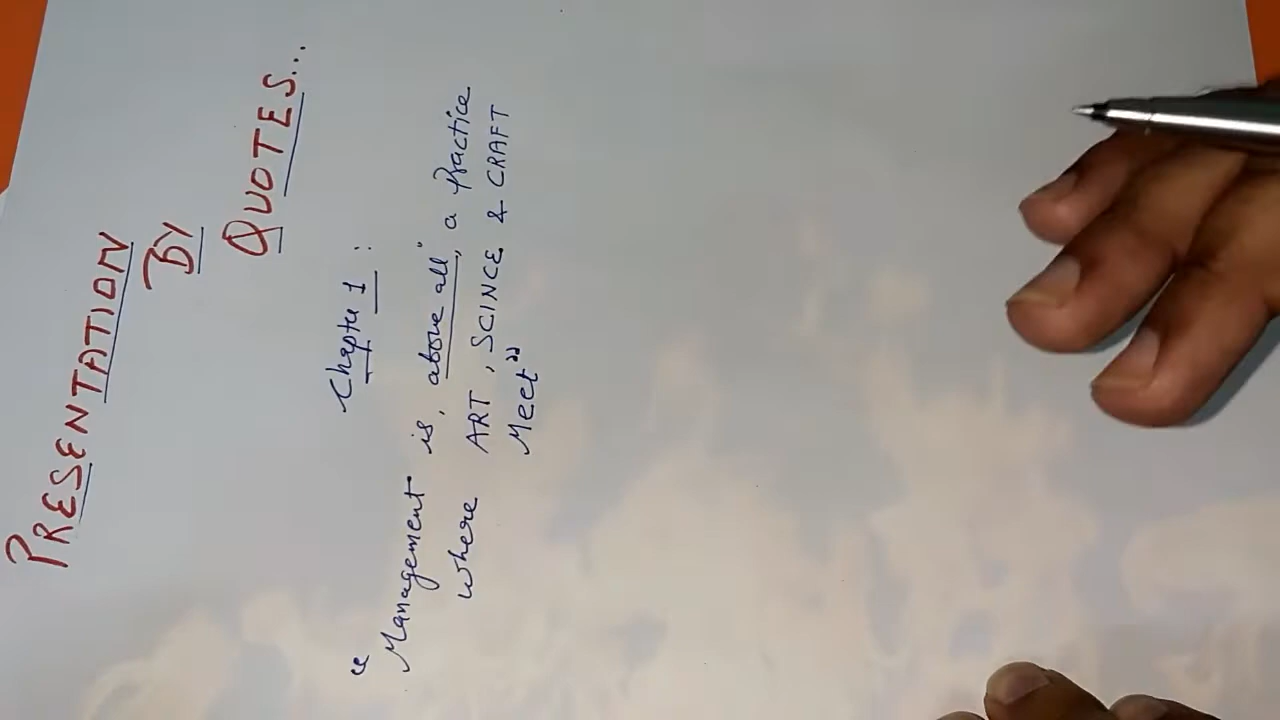 PRESENTATION
BY
QUOTES...
Chapter 1 :
“ Management is, above all", a Practice
where ART, SCINCE & CRAFT
Meet”